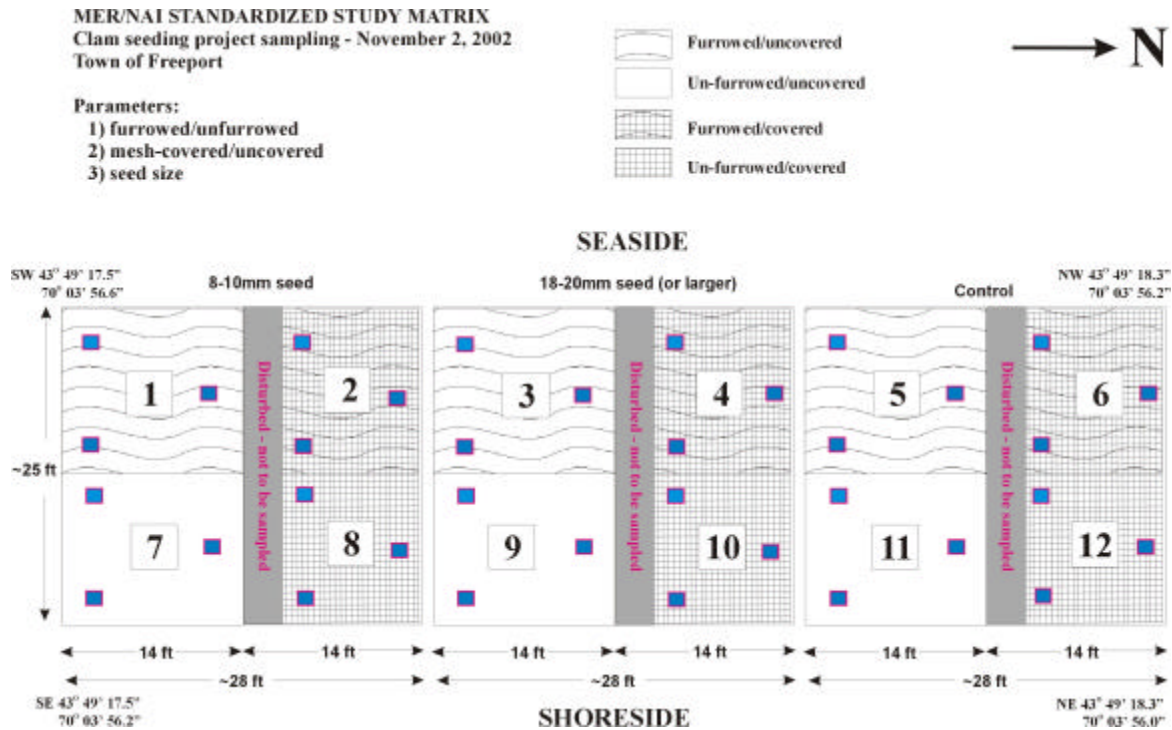 MER/NAI STANDARDIZED STUDY MATRIX
Clam seeding project sampling - November 2, 2002
Town of Freeport
Parameters:
1) furrowed/unfurrowed
2) mesh-covered/uncovered
3) seed size
Furrowed/uncovered
Un-furrowed/uncovered
Furrowed/covered
Un-furrowed/covered
N
SEASIDE
SW 43° 49' 17.5"
70° 03' 56.6"
8-10mm seed
18-20mm seed (or larger)
Control
NW 43° 49' 18.3"
70° 03' 56.2"
1
Disturbed - not to be sampled
2
3
Disturbed - not to be sampled
4
5
Disturbed - not to be sampled
6
~25 ft
7
8
9
10
11
12
14 ft
14 ft
14 ft
14 ft
14 ft
14 ft
~28 ft
~28 ft
~28 ft
SE 43° 49' 17.5"
70° 03' 56.2"
SHORESIDE
NE 43° 49' 18.3"
70° 03' 56.0"